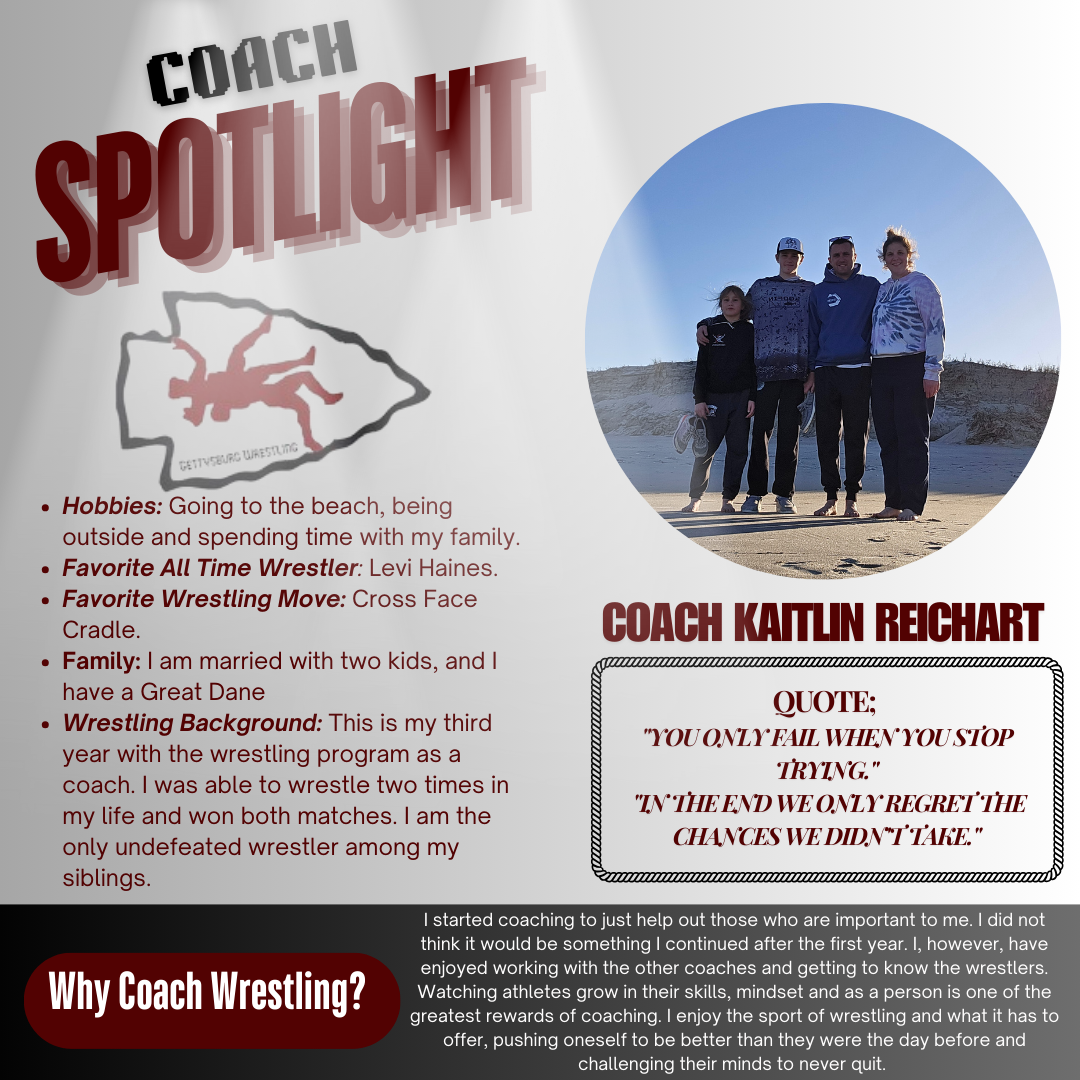 COACH
SPOTLIGHT
GETTYSBURG WRESTLING
• Hobbies: Going to the beach, being
outside and spending time with my family.
• Favorite All Time Wrestler: Levi Haines.
• Favorite Wrestling Move: Cross Face
Cradle.
• Family: I am married with two kids, and I
have a Great Dane
• Wrestling Background: This is my third
year with the wrestling program as a
coach. I was able to wrestle two times in
my life and won both matches. I am the
only undefeated wrestler among my
siblings.
COACH KAITLIN REICHART
QUOTE;
"YOU ONLY FAIL WHEN YOU STOP
TRYING."
"IN THE END WE ONLY REGRET THE
CHANCES WE DIDN'T TAKE."
Why Coach Wrestling?
I started coaching to just help out those who are important to me. I did not
think it would be something I continued after the first year. I, however, have
enjoyed working with the other coaches and getting to know the wrestlers.
Watching athletes grow in their skills, mindset and as a person is one of the
greatest rewards of coaching. I enjoy the sport of wrestling and what it has to
offer, pushing oneself to be better than they were the day before and
challenging their minds to never quit.